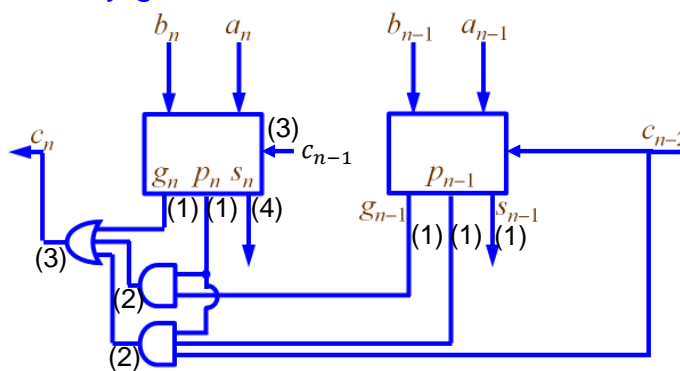 b_n a_n b_{n-1} a_{n-1}
c_n (3) c_{n-1} c_{n-2}
g_n p_n s_n p_{n-1}
(1) (1) (4) g_{n-1} s_{n-1}
(1) (1) (1)
(3)
(2)
(2)